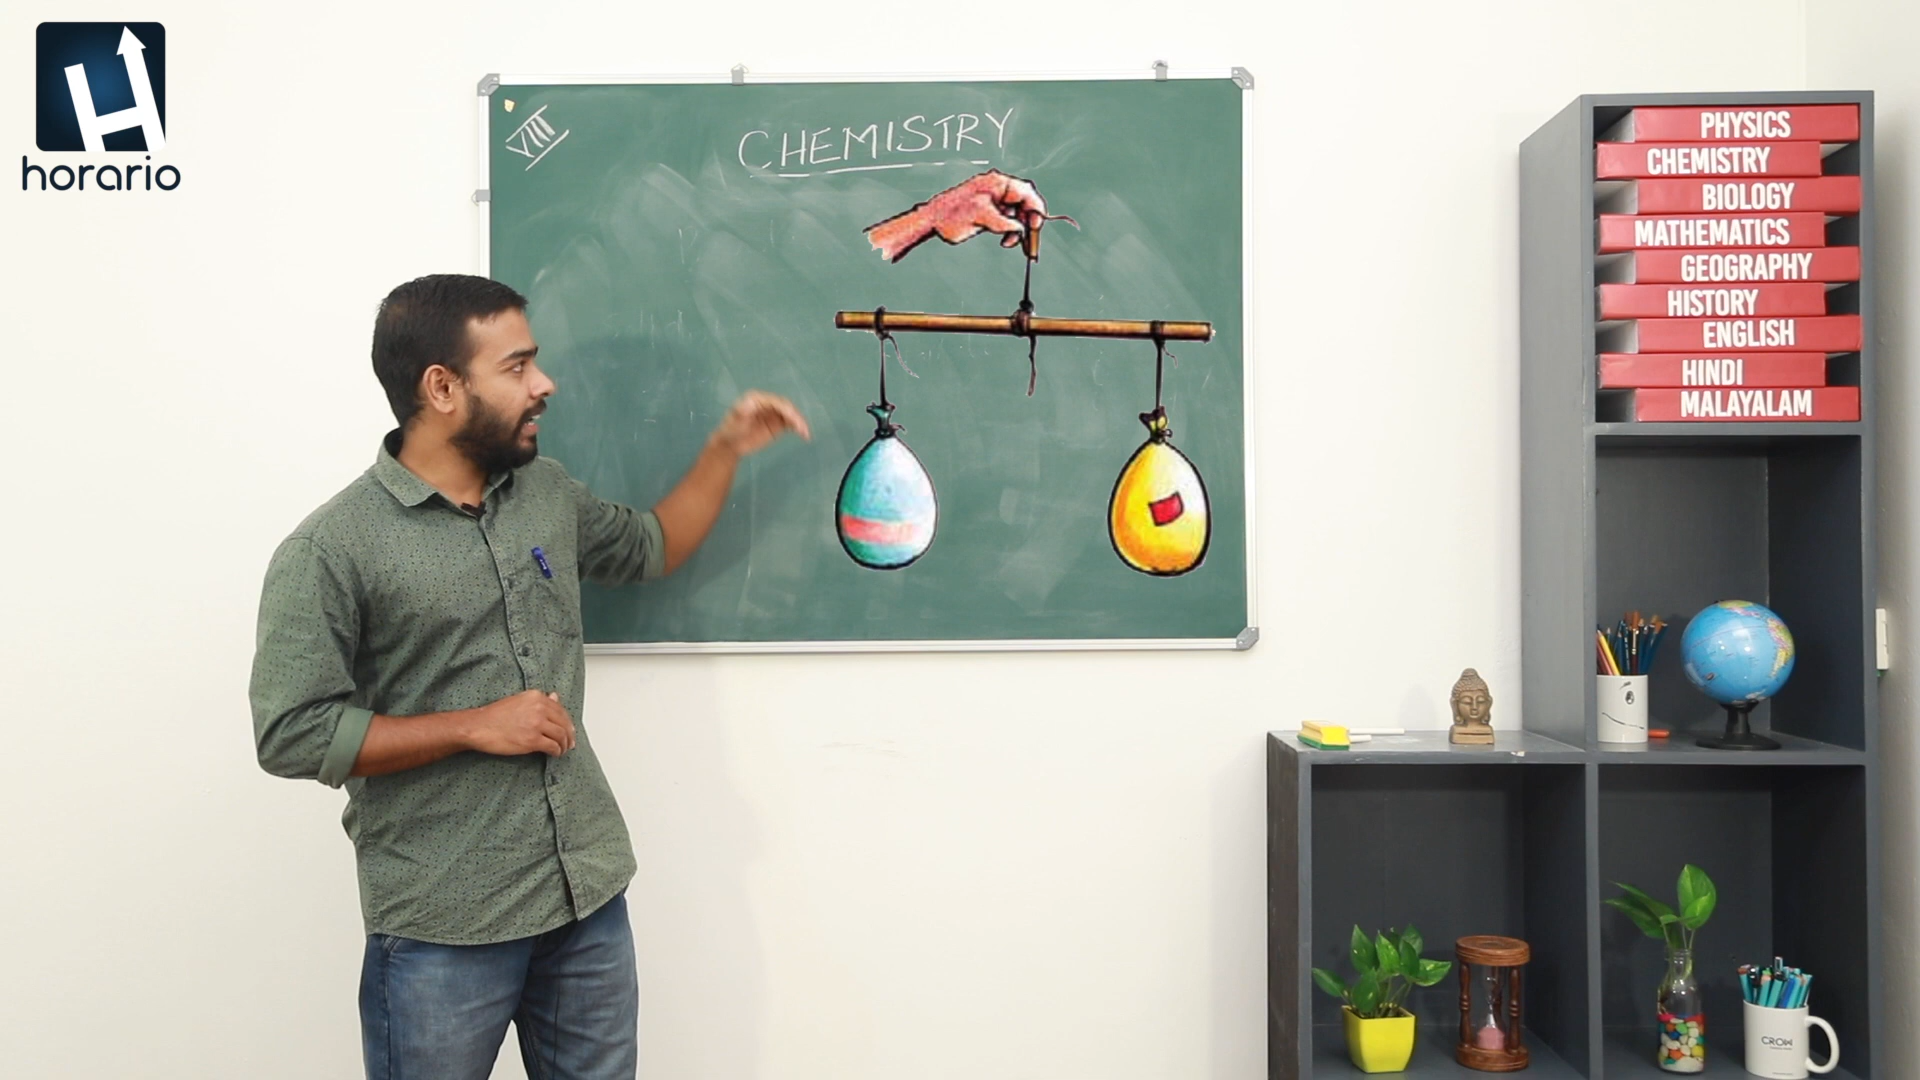 horario
VIII
CHEMISTRY
PHYSICS
CHEMISTRY
BIOLOGY
MATHEMATICS
GEOGRAPHY
HISTORY
ENGLISH
HINDI
MALAYALAM
CROW